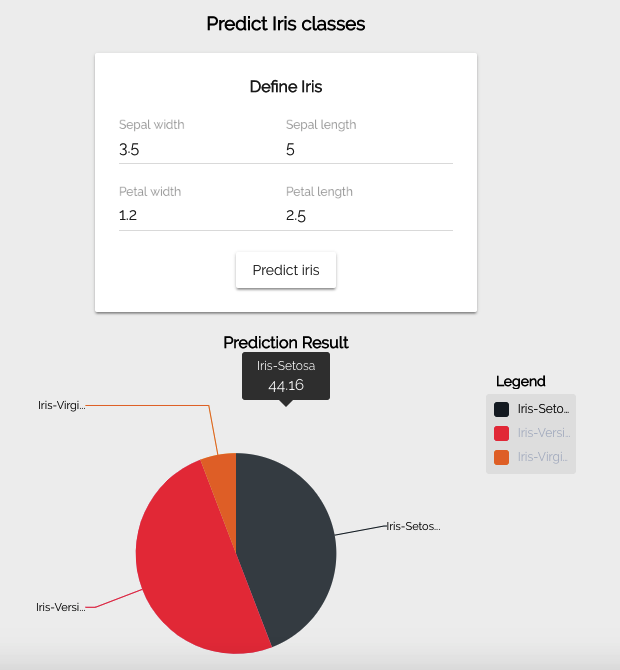 Predict Iris classes
Define Iris
Sepal width Sepal length
3.5 5
Petal width Petal length
1.2 2.5
Predict iris
Prediction Result
Iris-Setosa
44.16
Legend
Iris-Seto...
Iris-Versi...
Iris-Virgi...
Iris-Virgi...
Iris-Setos...
Iris-Versi...